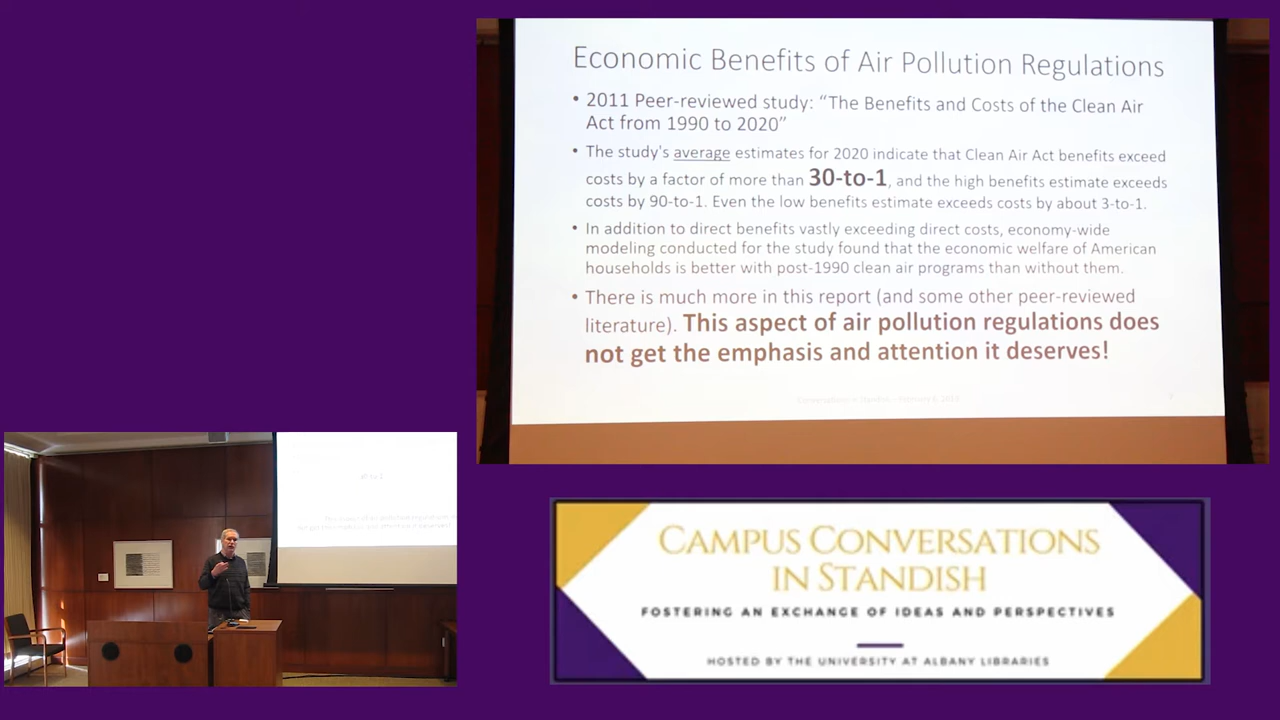 Economic Benefits of Air Pollution Regulations
• 2011 Peer-reviewed study: “The Benefits and Costs of the Clean Air
Act from 1990 to 2020”
• The study's average estimates for 2020 indicate that Clean Air Act benefits exceed
costs by a factor of more than 30-to-1, and the high benefits estimate exceeds
costs by 90-to-1. Even the low benefits estimate exceeds costs by about 3-to-1.
• In addition to direct benefits vastly exceeding direct costs, economy-wide
modeling conducted for the study found that the economic welfare of American
households is better with post-1990 clean air programs than without them.
• There is much more in this report (and some other peer-reviewed
literature). This aspect of air pollution regulations does
not get the emphasis and attention it deserves!
CAMPUS CONVERSATIONS
IN STANDISH
FOSTERING AN EXCHANGE OF IDEAS AND PERSPECTIVES
HOSTED BY THE UNIVERSITY AT ALBANY LIBRARIES